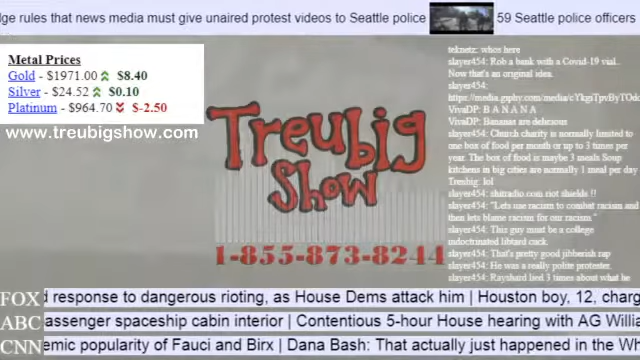 dge rules that news media must give unaired protest videos to Seattle police
59 Seattle police officers
Metal Prices
Gold - $1971.00 $8.40
Silver - $24.52 $0.10
Platinum - $964.70 $-2.50
www.treubigshow.com
Treubig
Show
1-855-873-8244
teknetz: whos here
slayer454: Rob a bank with a Covid-19 vial..
Now that's an original idea.
slayer454:
VivaDP: B A N A N A
VivaDP: Bananas are delicious
slayer454: Church charity is normally limited to
one box of food per month or up to 3 times per
year. The box of food is maybe 3 meals Soup
kitchens in big cities are normally 1 meal per day
Treubig: lol
slayer454: shitradio.com riot shields !!
slayer454: "Lets use racism to combat racism and
then lets blame racism for our racism."
slayer454: This guy must be a college
indoctrinated libtard cuck.
slayer454: That's pretty good jibberish rap
slayer454: He was a really polite protester.
slayer454: Rayshard lied 3 times about what he
FOX
d response to dangerous rioting, as House Dems attack him | Houston boy, 12, charg
ABC
assenger spaceship cabin interior | Contentious 5-hour House hearing with AG Willia
CNN
emic popularity of Fauci and Birx | Dana Bash: That actually just happened in the Wh